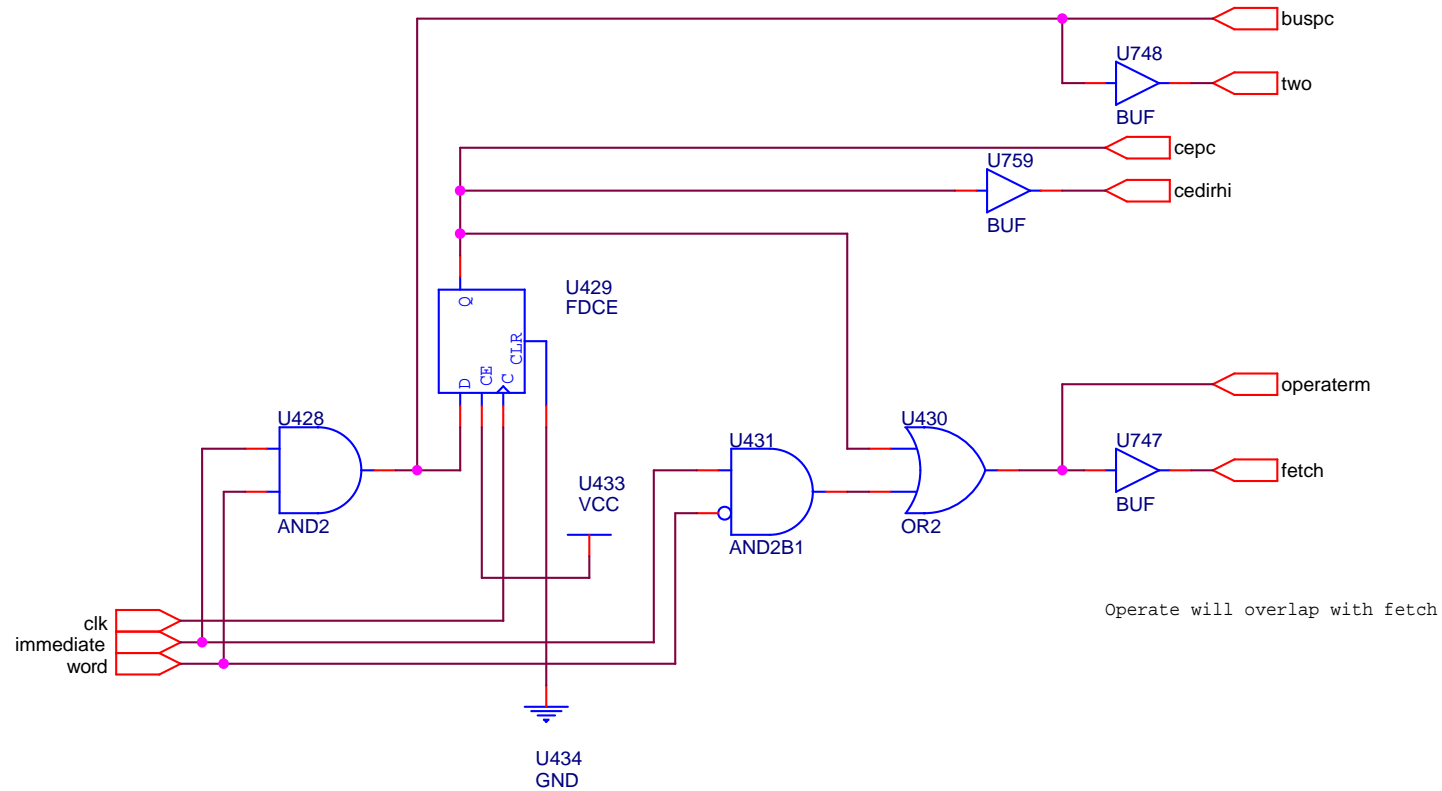 buspc
U748
two
BUF
cepc
U759
cedirhi
BUF
U429
FDCE
Q
CLR
D
CE
C
operaterm
U428
U431
U430
U747
fetch
U433
VCC
BUF
AND2
AND2B1
OR2
Operate will overlap with fetch
clk
immediate
word
U434
GND